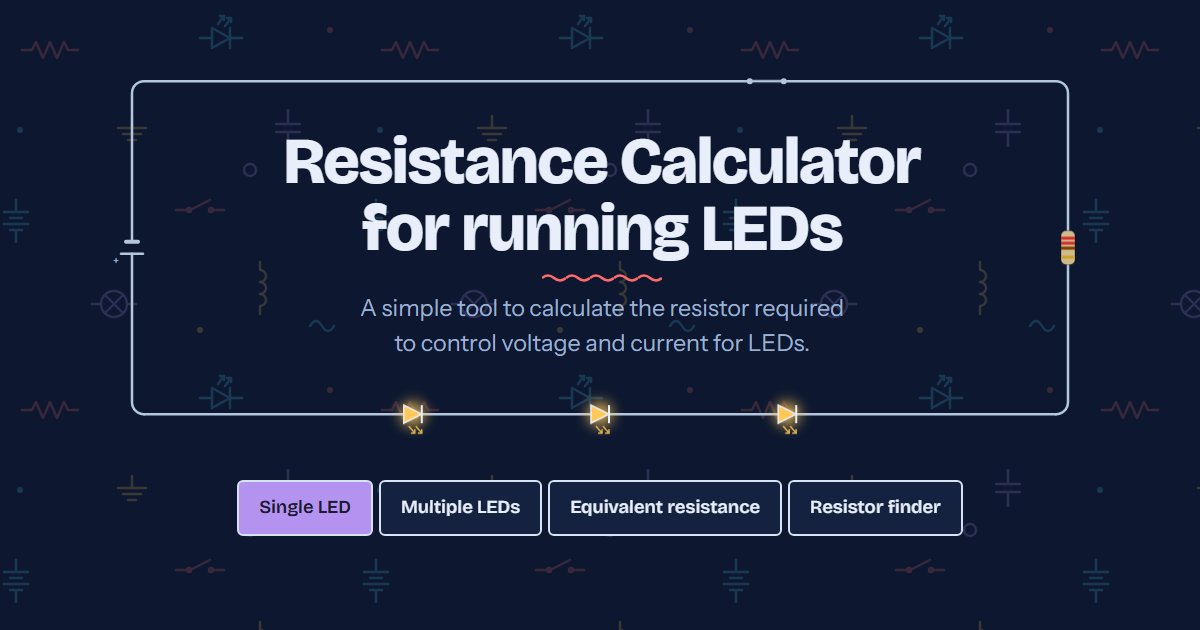 Resistance Calculator
for running LEDs
A simple tool to calculate the resistor required
to control voltage and current for LEDs.
Single LED
Multiple LEDs
Equivalent resistance
Resistor finder